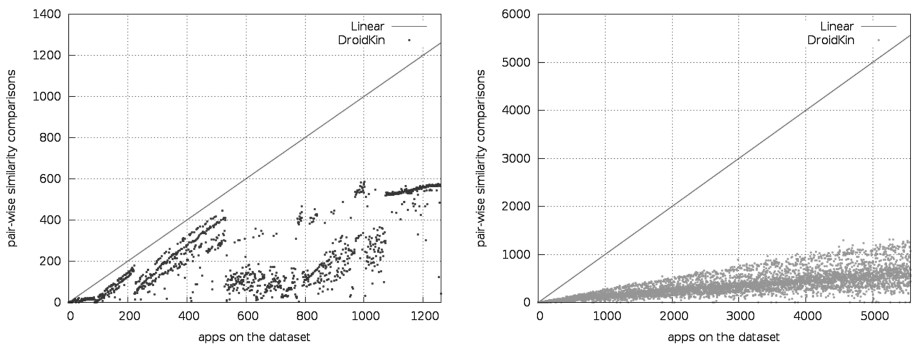 1400
1200
1000
800
600
400
200
0
pair-wise similarity comparisons
Linear
DroidKin
0 200 400 600 800 1000 1200
apps on the dataset
6000
5000
4000
3000
2000
1000
0
pair-wise similarity comparisons
Linear
DroidKin
0 1000 2000 3000 4000 5000
apps on the dataset